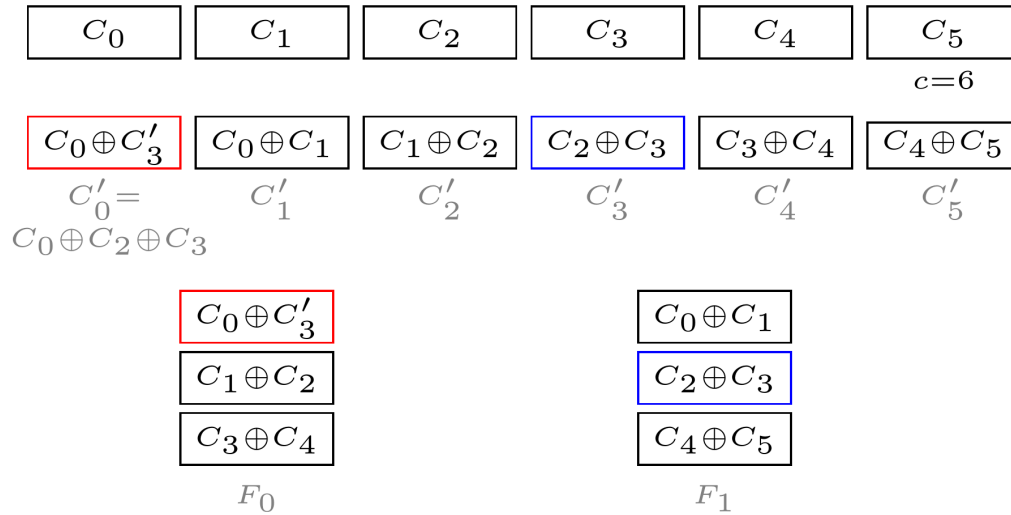 C₀ C₁ C₂ C₃ C₄ C₅
c=6
C₀⊕C′₃ C₀⊕C₁ C₁⊕C₂ C₂⊕C₃ C₃⊕C₄ C₄⊕C₅
C′₀= C′₁ C′₂ C′₃ C′₄ C′₅
C₀⊕C₂⊕C₃
C₀⊕C′₃ C₀⊕C₁
C₁⊕C₂ C₂⊕C₃
C₃⊕C₄ C₄⊕C₅
F₀ F₁